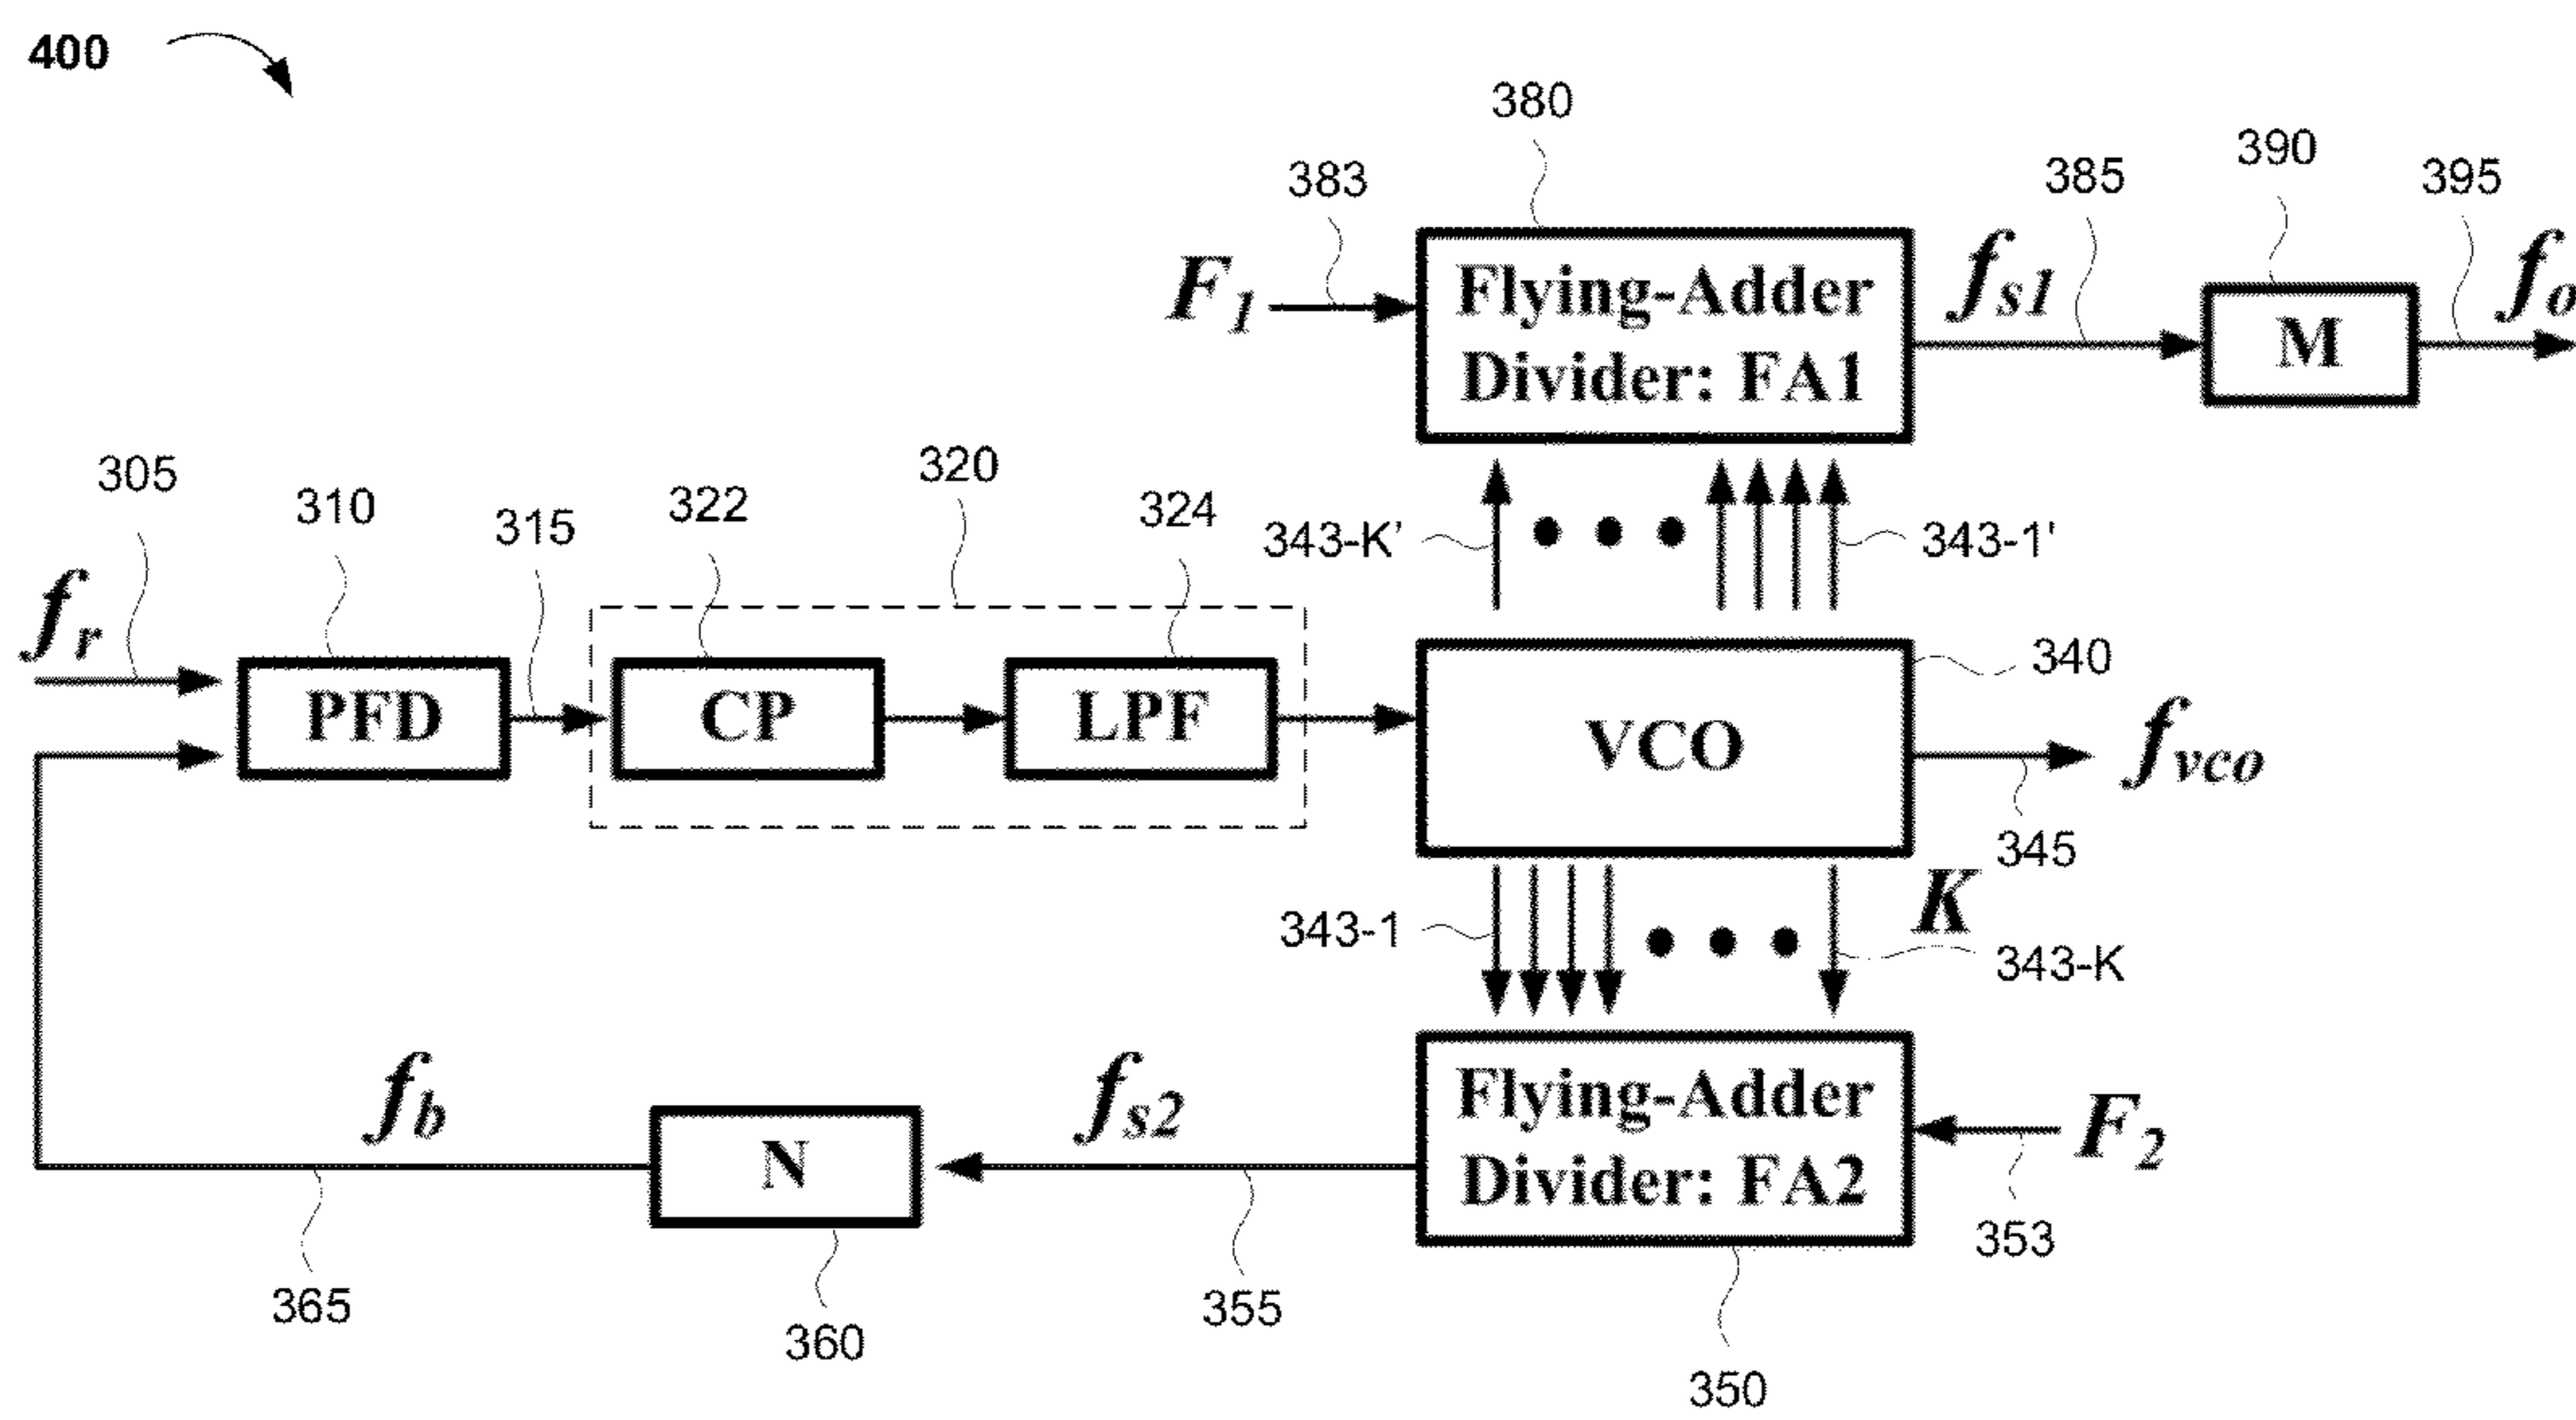 400
380
383
385
390
395
F1
Flying-Adder
Divider: FA1
fs1
M
fo
305
310
315
322
320
324
343-K'
343-1'
fr
PFD
CP
LPF
VCO
340
fvco
345
343-1
K
343-K
fb
N
fs2
Flying-Adder
Divider: FA2
F2
353
365
360
355
350